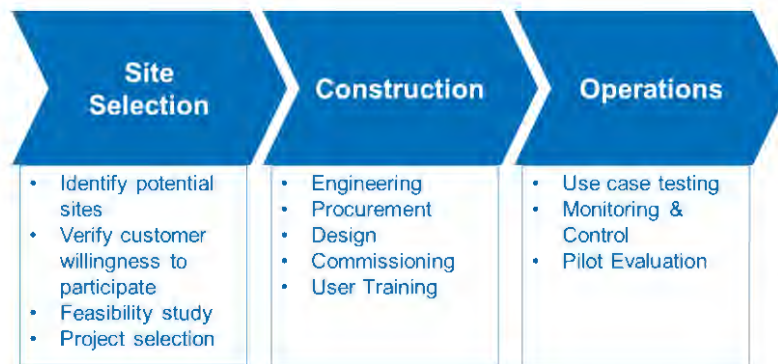 Site
Selection
• Identify potential
sites
• Verify customer
willingness to
participate
• Feasibility study
• Project selection
Construction
• Engineering
• Procurement
• Design
• Commissioning
• User Training
Operations
• Use case testing
• Monitoring &
Control
• Pilot Evaluation